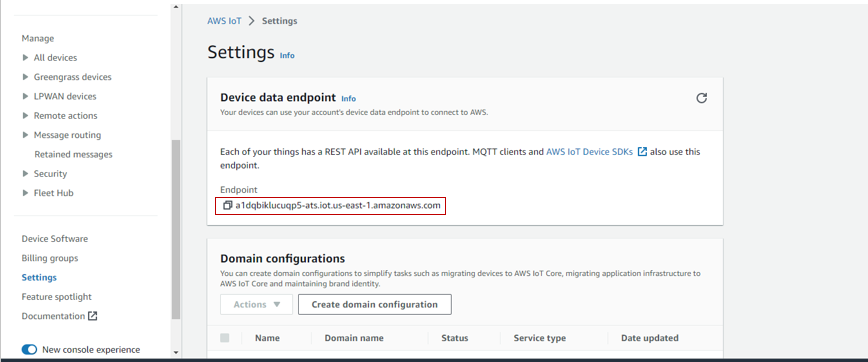 Manage
All devices
Greengrass devices
LPWAN devices
Remote actions
Message routing
Retained messages
Security
Fleet Hub
Device Software
Billing groups
Settings
Feature spotlight
Documentation
New console experience
AWS IoT > Settings
Settings Info
Device data endpoint Info
Your devices can use your account's device data endpoint to connect to AWS.
Each of your things has a REST API available at this endpoint. MQTT clients and AWS IoT Device SDKs also use this
endpoint.
Endpoint
a1dqbiklucuqp5-ats.iot.us-east-1.amazonaws.com
Domain configurations
You can create domain configurations to simplify tasks such as migrating devices to AWS IoT Core, migrating application infrastructure to
AWS IoT Core and maintaining brand identity.
Actions Create domain configuration
Name Domain name Status Service type Date updated